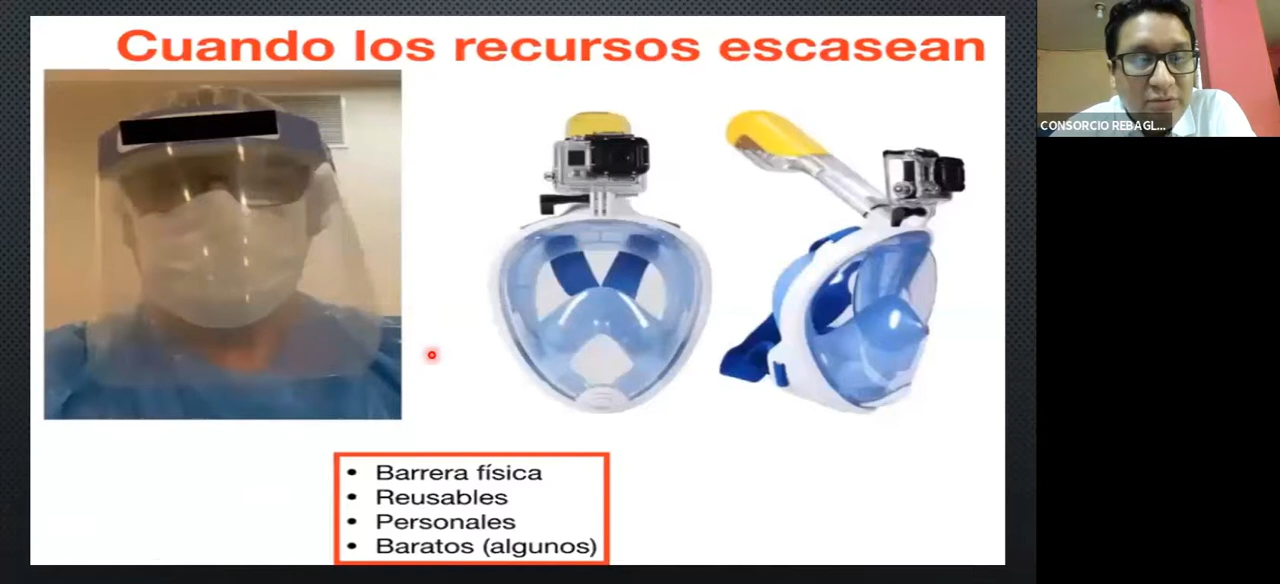 Cuando los recursos escasean
CONSORCIO REBAGL...
• Barrera física
• Reusables
• Personales
• Baratos (algunos)